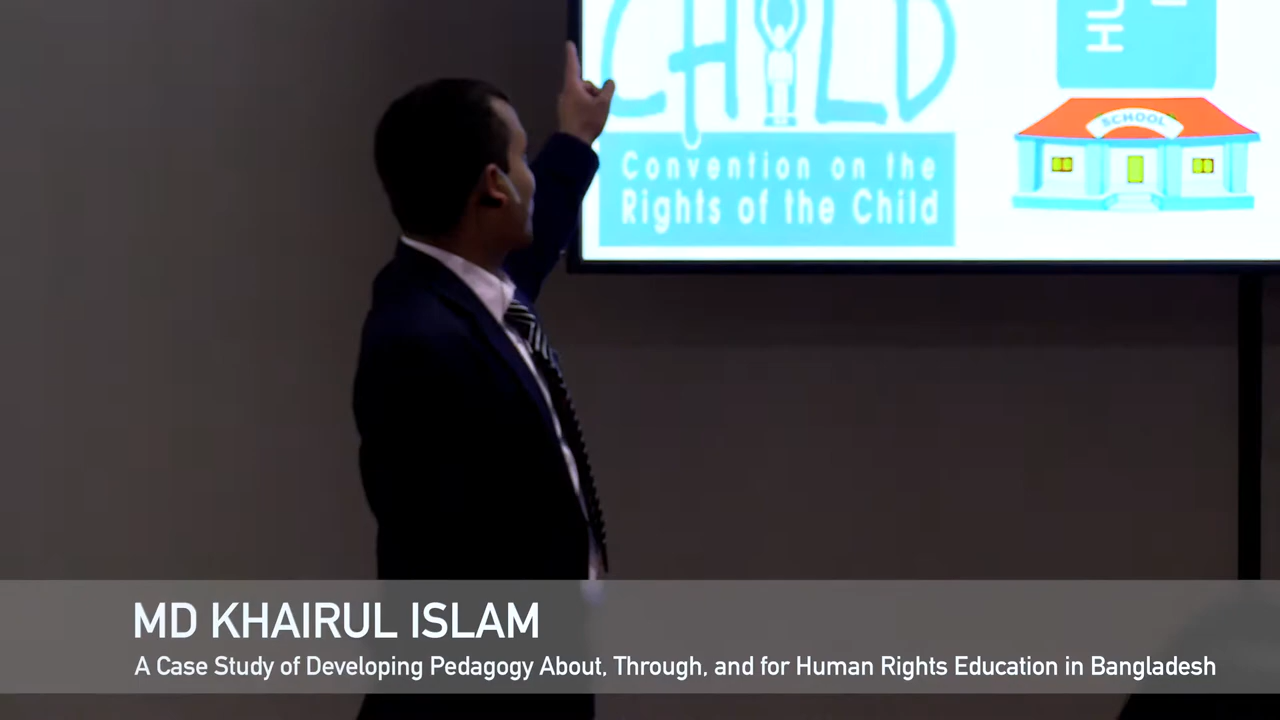 CHILD
HU
SCHOOL
Convention on the
Rights of the Child
MD KHAIRUL ISLAM
A Case Study of Developing Pedagogy About, Through, and for Human Rights Education in Bangladesh